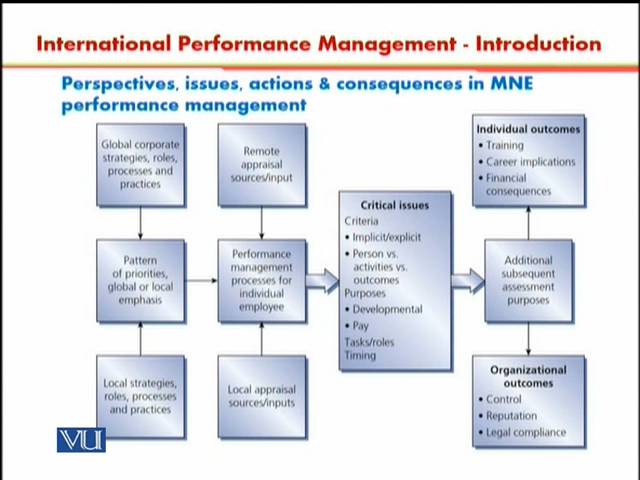 International Performance Management - Introduction
Perspectives, issues, actions & consequences in MNE
performance management
Global corporate
strategies, roles,
processes and
practices
Remote
appraisal
sources/input
Individual outcomes
• Training
• Career implications
• Financial
consequences
Pattern
of priorities,
global or local
emphasis
Performance
management
processes for
individual
employee
Critical issues
Criteria
• Implicit/explicit
• Person vs.
activities vs.
outcomes
Purposes
• Developmental
• Pay
Tasks/roles
Timing
Additional
subsequent
assessment
purposes
Local strategies,
roles, processes
and practices
Local appraisal
sources/inputs
Organizational
outcomes
• Control
• Reputation
• Legal compliance
VU